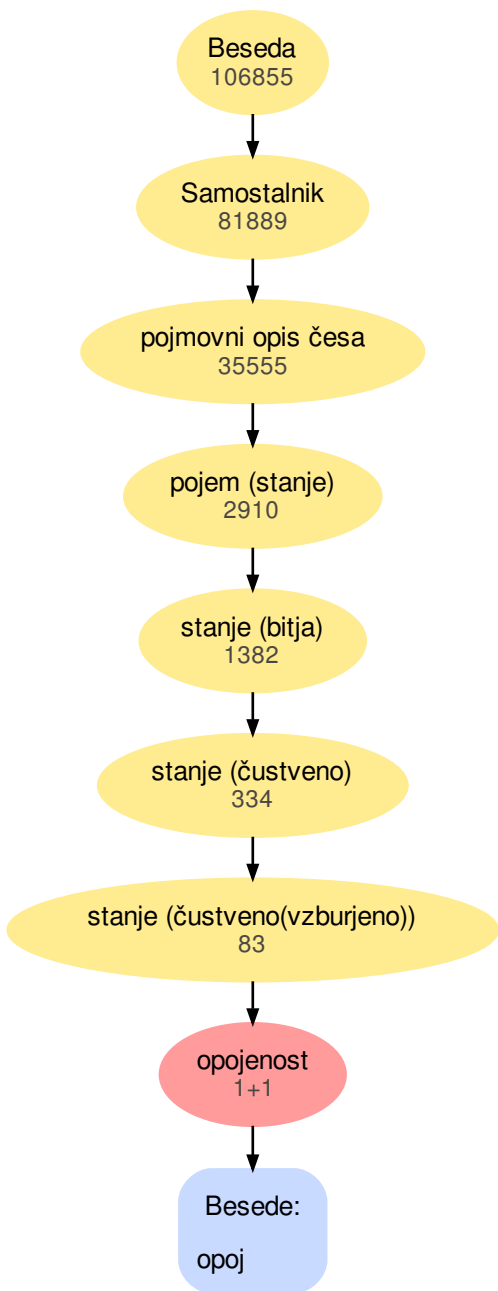 Beseda
106855
Samostalnik
81889
pojmovni opis česa
35555
pojem (stanje)
2910
stanje (bitja)
1382
stanje (čustveno)
334
stanje (čustveno(vzburjeno))
83
opojenost
1+1
Besede:
opoj